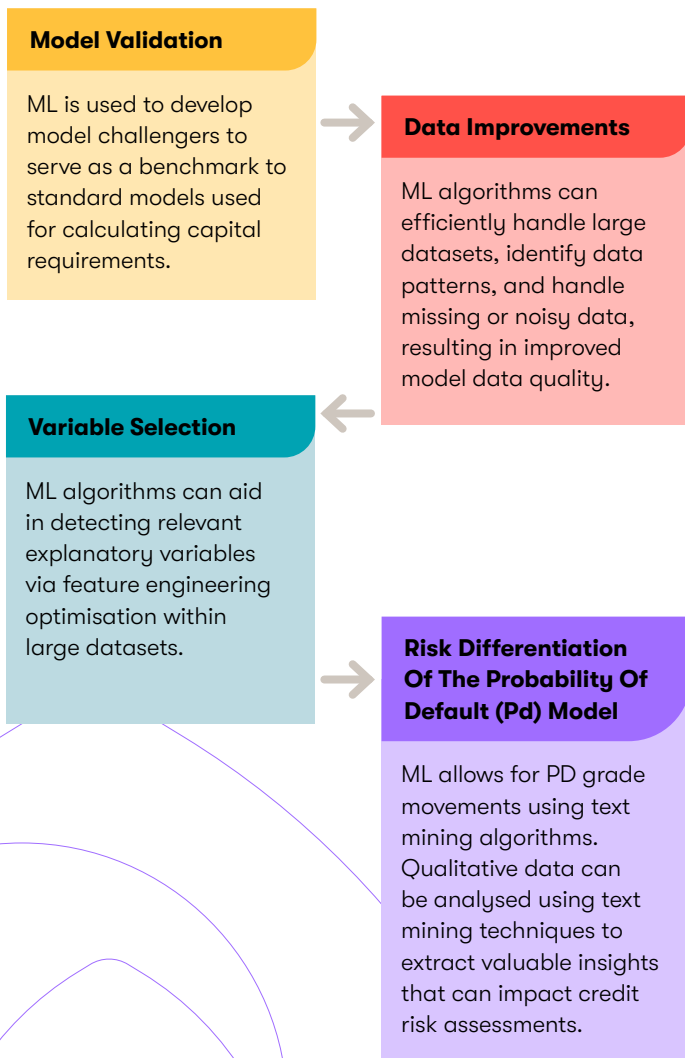 Model Validation
ML is used to develop
model challengers to
serve as a benchmark to
standard models used
for calculating capital
requirements.
Data Improvements
ML algorithms can
efficiently handle large
datasets, identify data
patterns, and handle
missing or noisy data,
resulting in improved
model data quality.
Variable Selection
ML algorithms can aid
in detecting relevant
explanatory variables
via feature engineering
optimisation within
large datasets.
Risk Differentiation
Of The Probability Of
Default (Pd) Model
ML allows for PD grade
movements using text
mining algorithms.
Qualitative data can
be analysed using text
mining techniques to
extract valuable insights
that can impact credit
risk assessments.